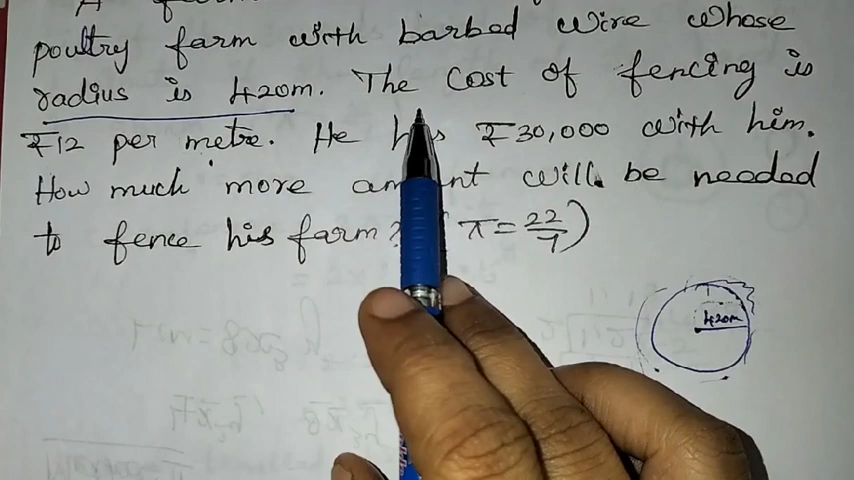 A
poultry farm with barbed wire whose
radius is 420m. The cost of fencing is
₹12 per metre. He has ₹30,000 with him.
How much more amount will be needed
to fence his farm? π = 22/7)
420m